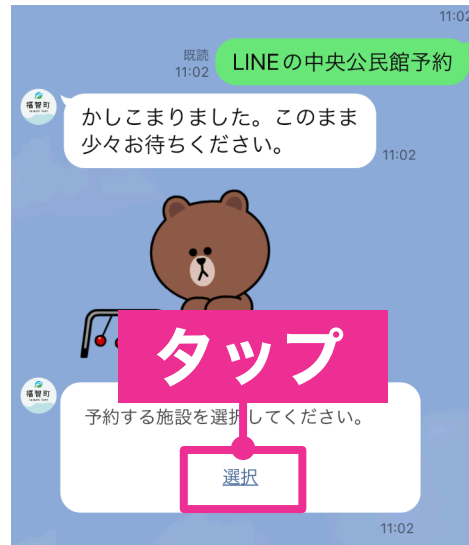 11:02
既読
11:02
LINEの中央公民館予約
福智町
かしこまりました。このまま
少々お待ちください。
11:02
タップ
福智町
予約する施設を選択してください。
選択
11:02